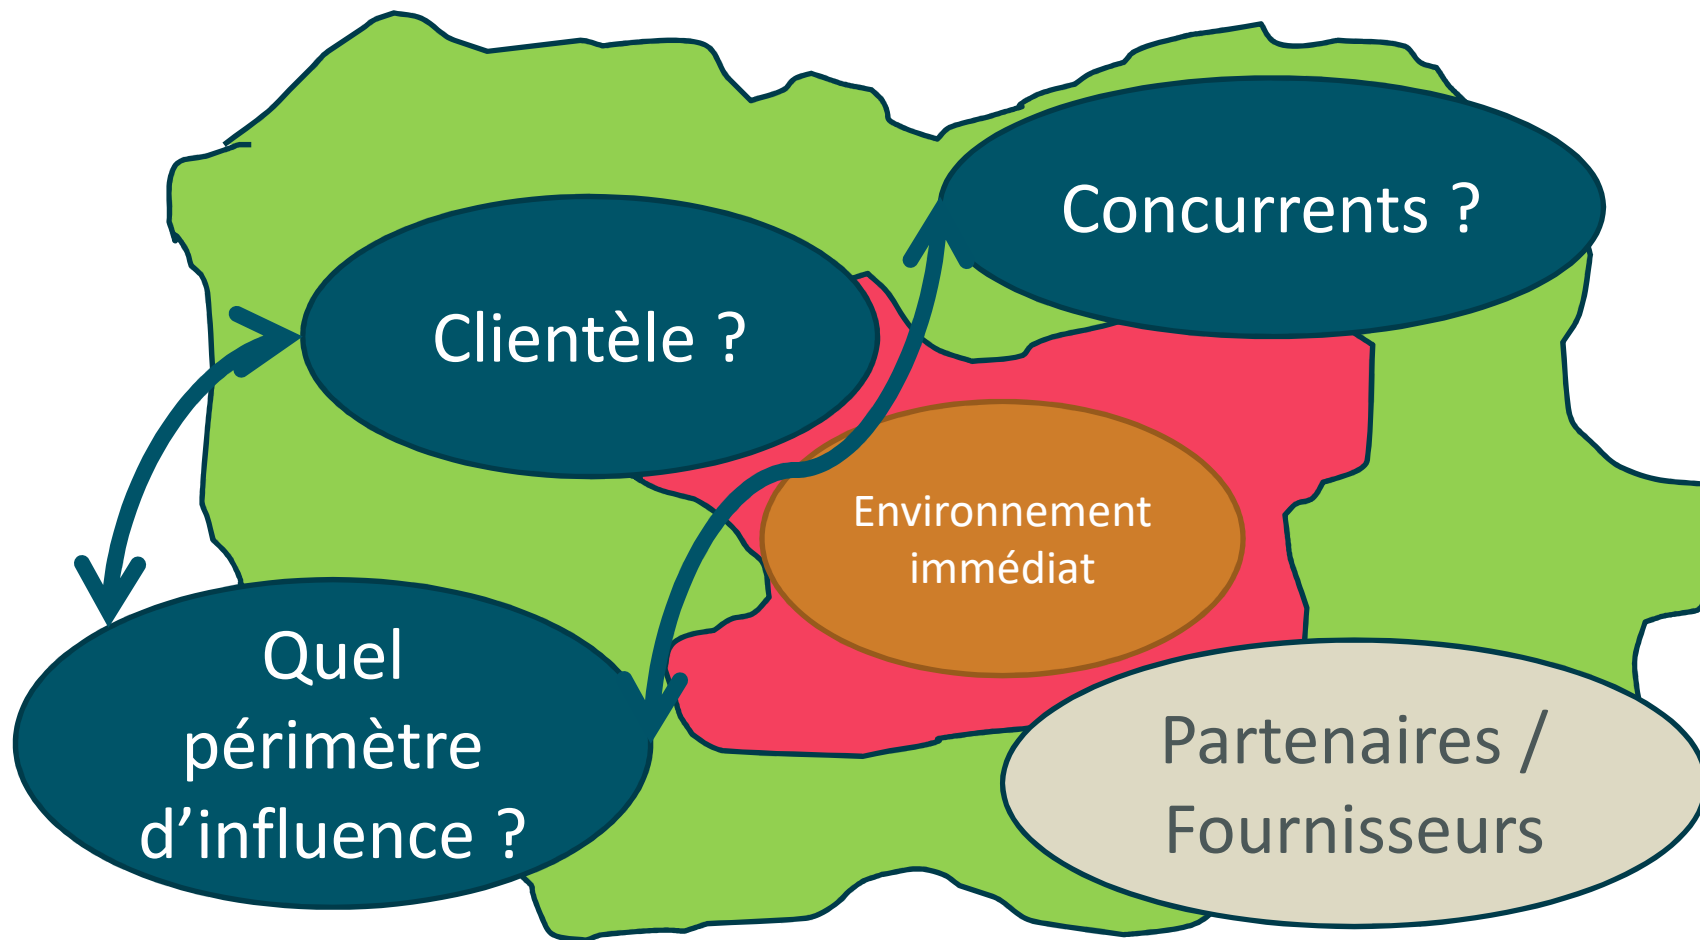 Concurrents ?
Clientèle ?
Environnement
immédiat
Quel
périmètre
d’influence ?
Partenaires /
Fournisseurs